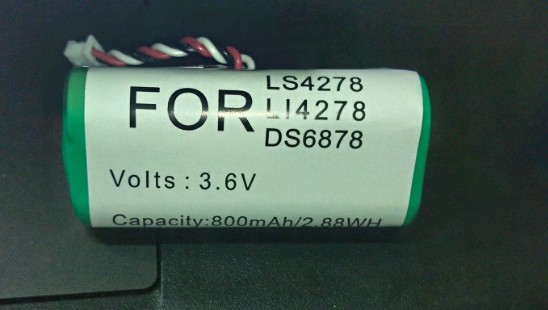 FOR
LS4278
LI4278
DS6878
Volts: 3.6V
Capacity:800mAh/2.88WH